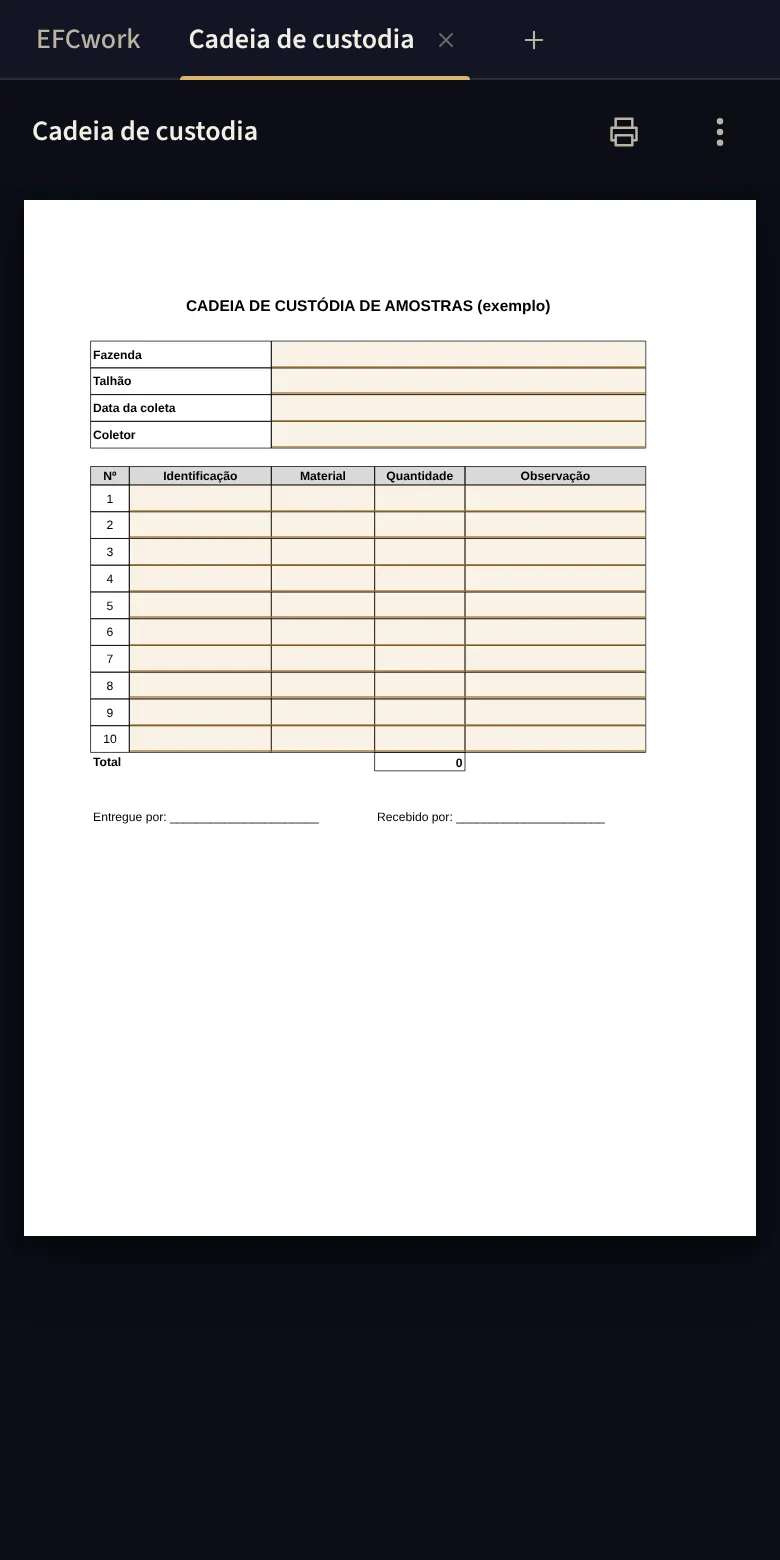 EFCwork Cadeia de custodia
Cadeia de custodia
CADEIA DE CUSTÓDIA DE AMOSTRAS (exemplo)
Fazenda
Talhão
Data da coleta
Coletor
Nº Identificação Material Quantidade Observação
1
2
3
4
5
6
7
8
9
10
Total 0
Entregue por: ______________________ Recebido por: ______________________